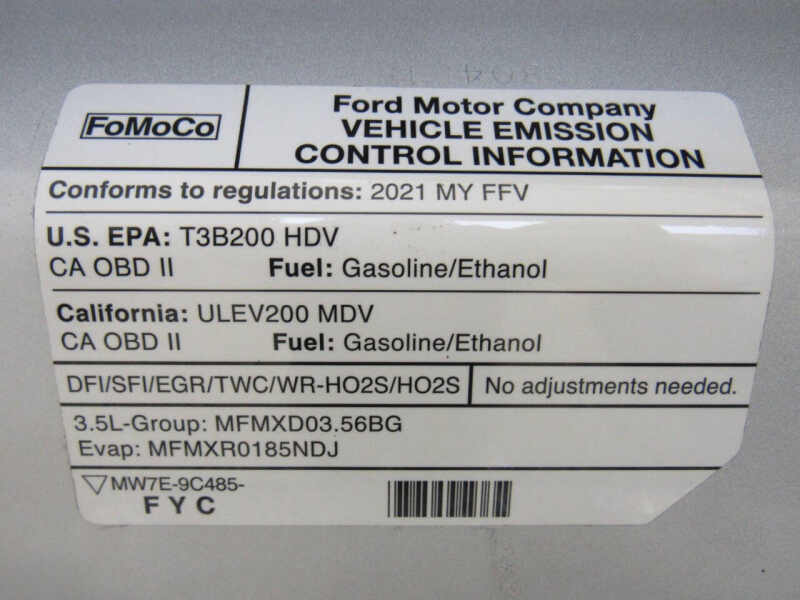 FoMoCo
Ford Motor Company
VEHICLE EMISSION
CONTROL INFORMATION
Conforms to regulations: 2021 MY FFV
U.S. EPA: T3B200 HDV
CA OBD II Fuel: Gasoline/Ethanol
California: ULEV200 MDV
CA OBD II Fuel: Gasoline/Ethanol
DFI/SFI/EGR/TWC/WR-HO2S/HO2S No adjustments needed.
3.5L-Group: MFMXD03.56BG
Evap: MFMXR0185NDJ
MW7E-9C485-
F Y C